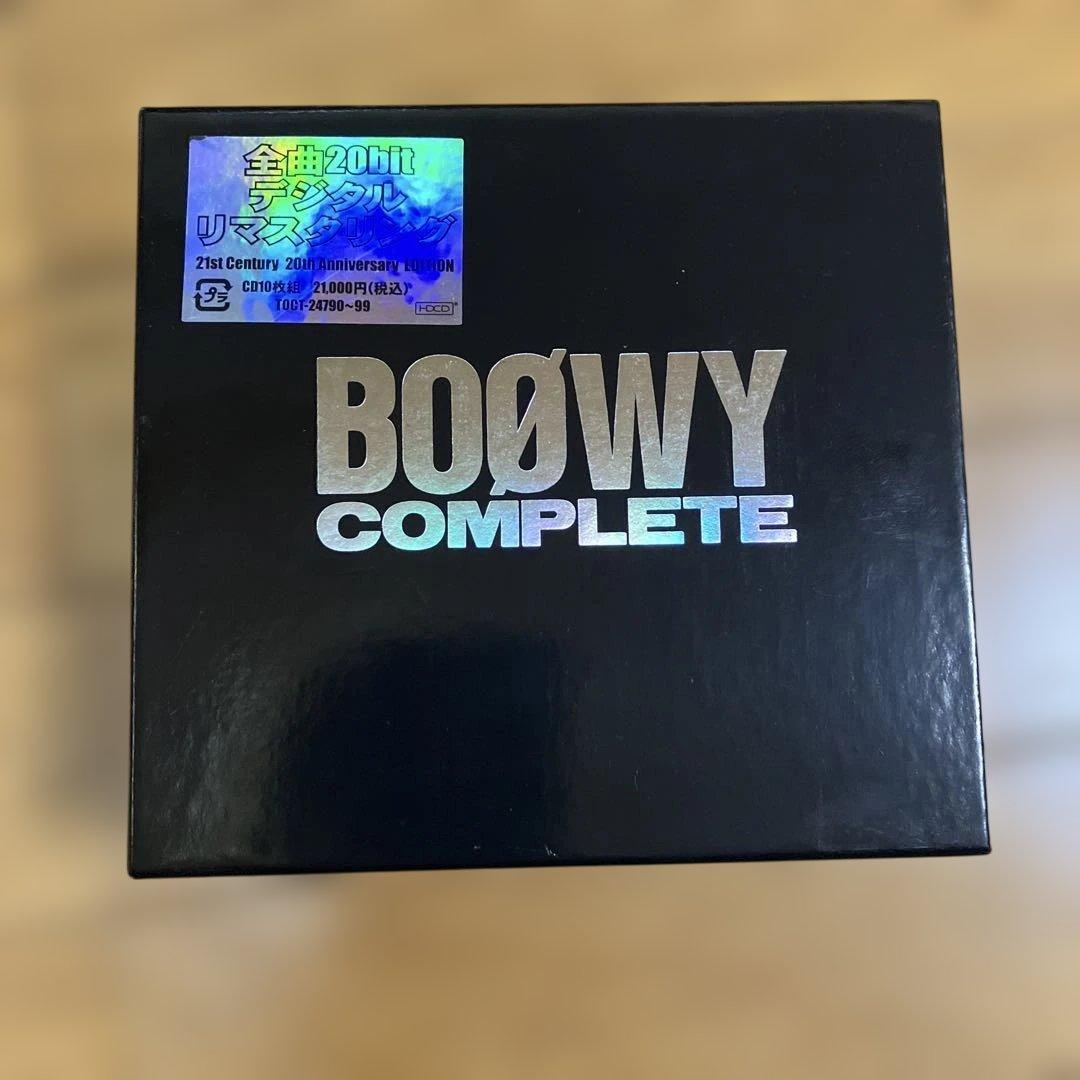 全曲20bit
デジタル
リマスタリング
21st Century 20th Anniversary EDITION
プラ
CD10枚組 21,000円(税込)
TOCT-24790~99
HDCD®
BOØWY
COMPLETE